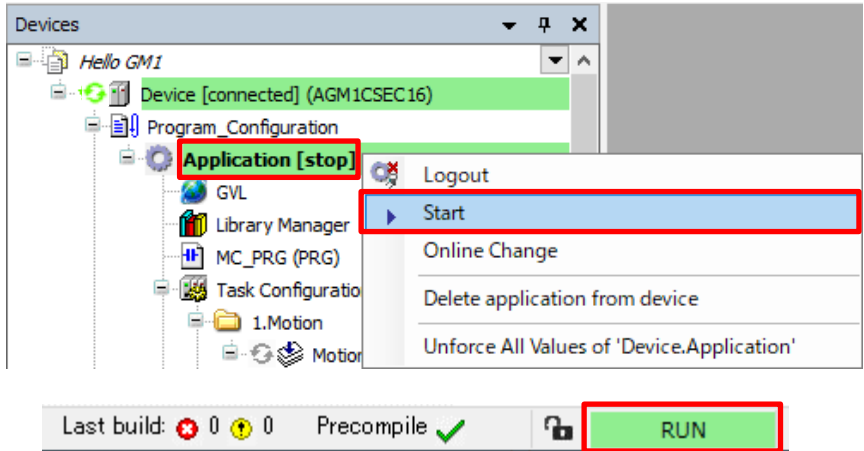 Devices
Hello GM1
Device [connected] (AGM1CSEC16)
Program_Configuration
Application [stop]
GVL
Library Manager
MC_PRG (PRG)
Task Configuratio
1.Motion
Motior
Logout
Start
Online Change
Delete application from device
Unforce All Values of 'Device.Application'
Last build: 0 0 Precompile RUN